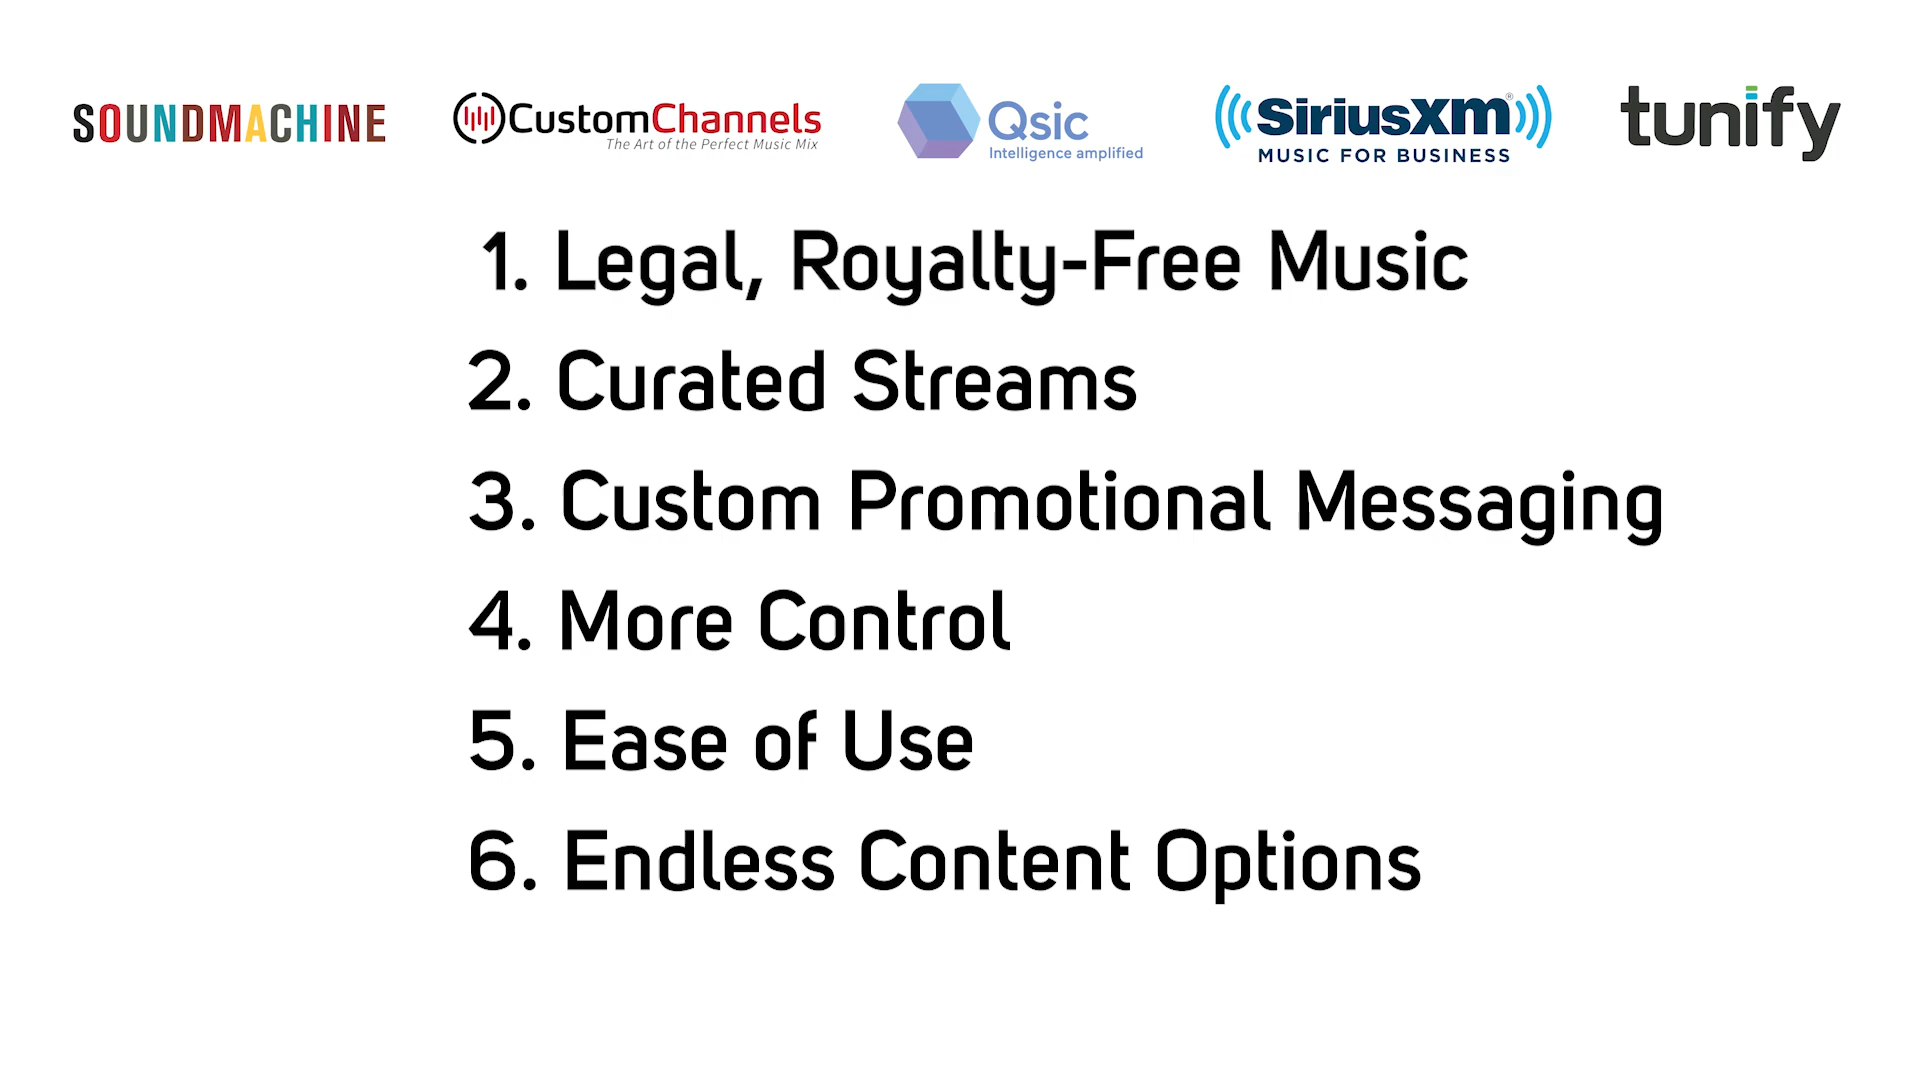 SOUNDMACHINE
CustomChannels
The Art of the Perfect Music Mix
Qsic
Intelligence amplified
SiriusXM®
MUSIC FOR BUSINESS
tunify
1. Legal, Royalty-Free Music
2. Curated Streams
3. Custom Promotional Messaging
4. More Control
5. Ease of Use
6. Endless Content Options